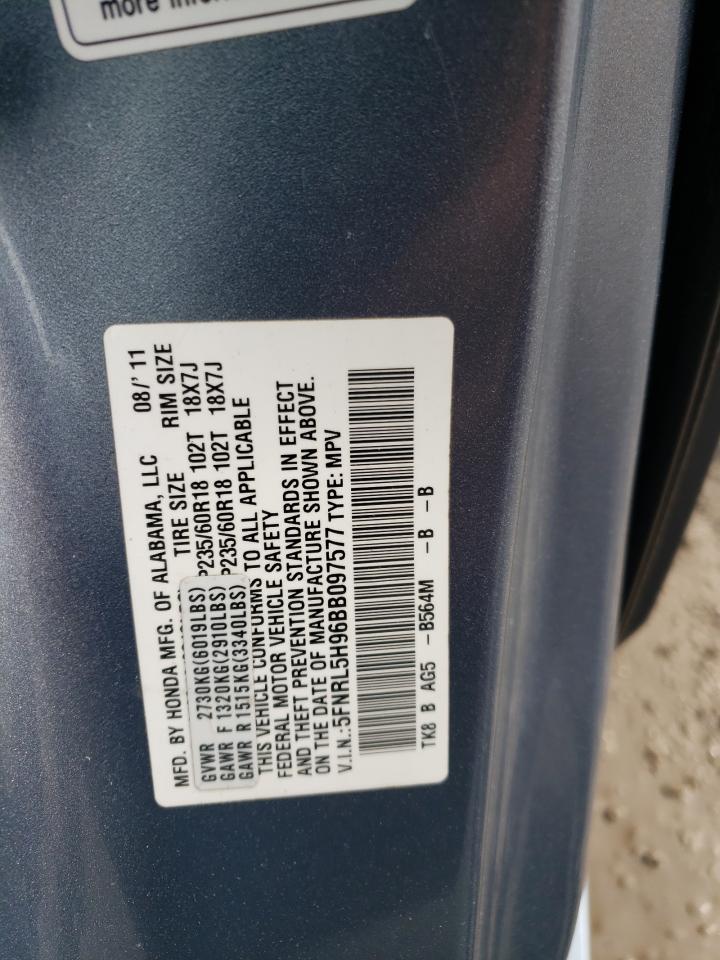 more
MFD. BY HONDA MFG. OF ALABAMA, LLC 08/' 11
TIRE SIZE RIM SIZE
GVWR 2730KG(6019LBS)
GAWR F 1320KG(2910LBS) P235/60R18 102T 18X7J
GAWR R 1515KG(3340LBS) P235/60R18 102T 18X7J
THIS VEHICLE CONFORMS TO ALL APPLICABLE
FEDERAL MOTOR VEHICLE SAFETY
AND THEFT PREVENTION STANDARDS IN EFFECT
ON THE DATE OF MANUFACTURE SHOWN ABOVE.
V.I.N.:5FNRL5H96BB097577 TYPE: MPV
TK8 B AG5 -B564M -B -B